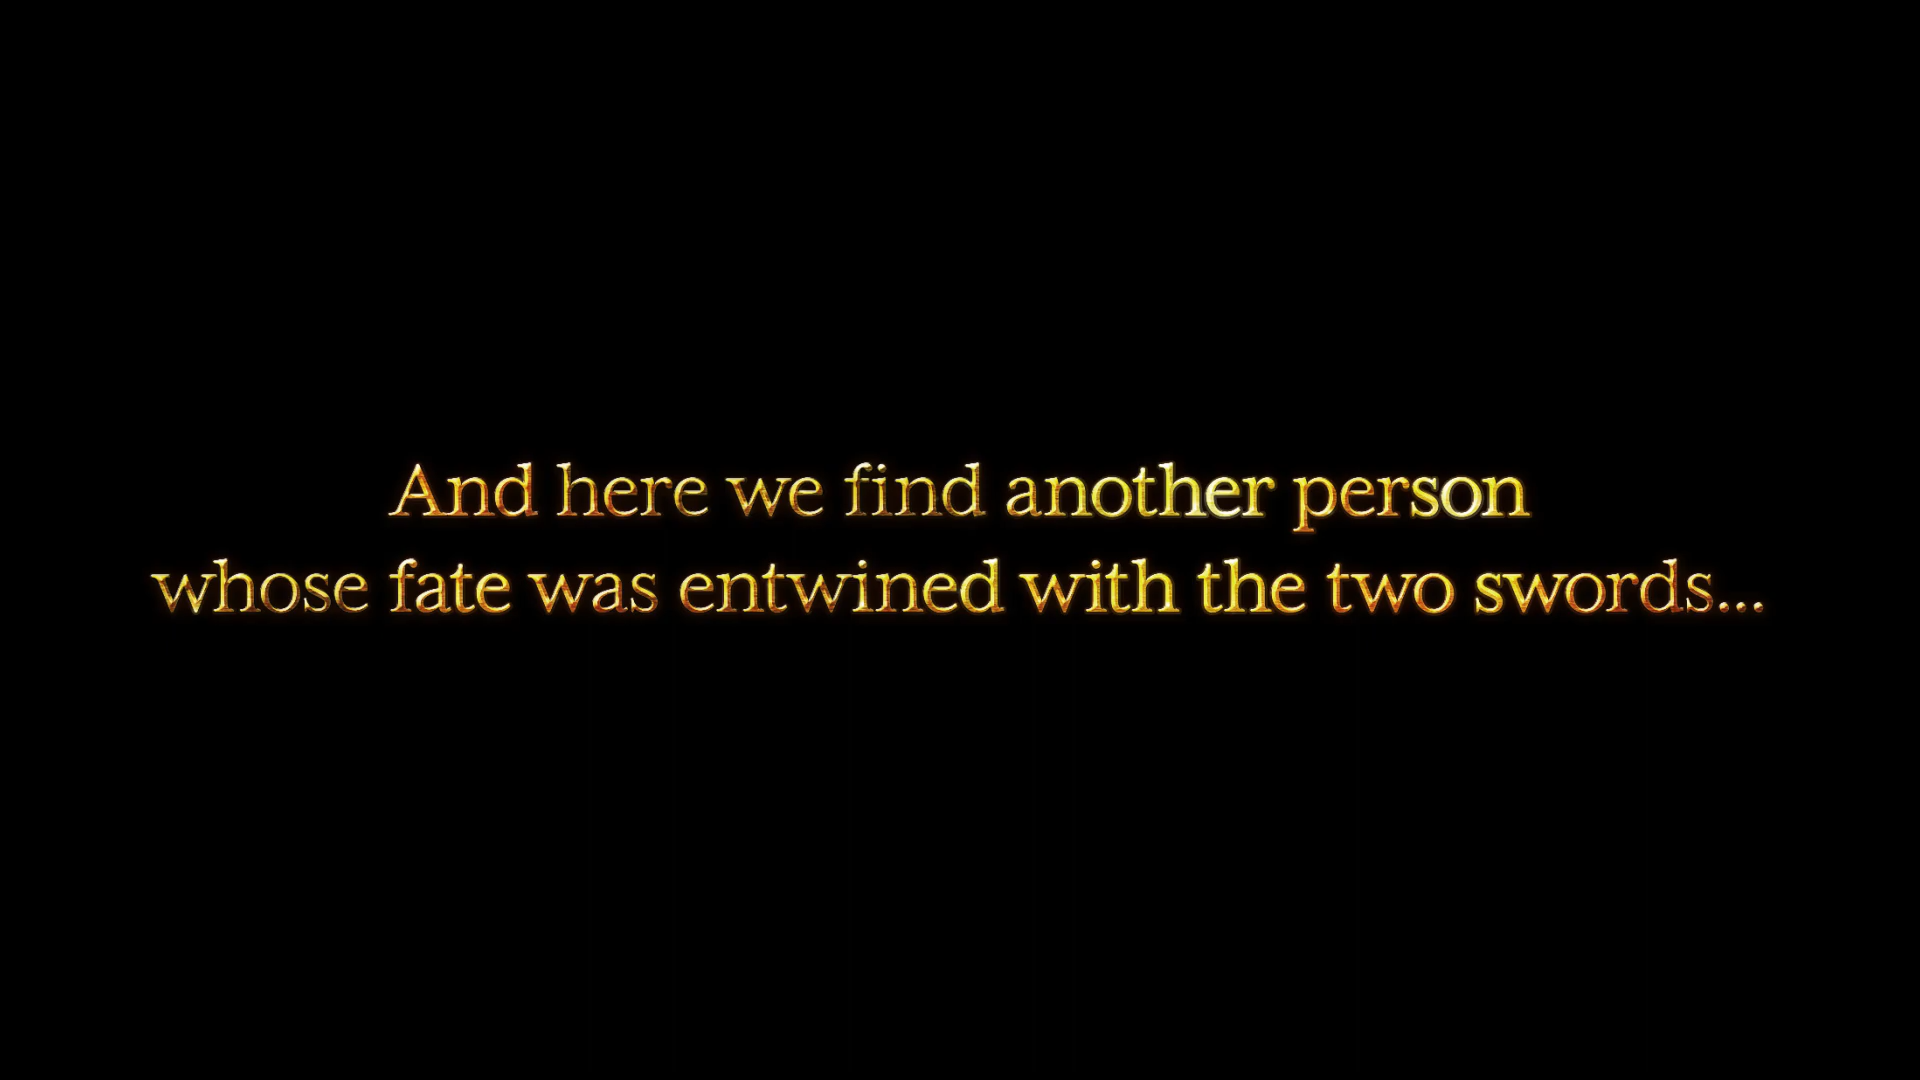 And here we find another person
whose fate was entwined with the two swords...